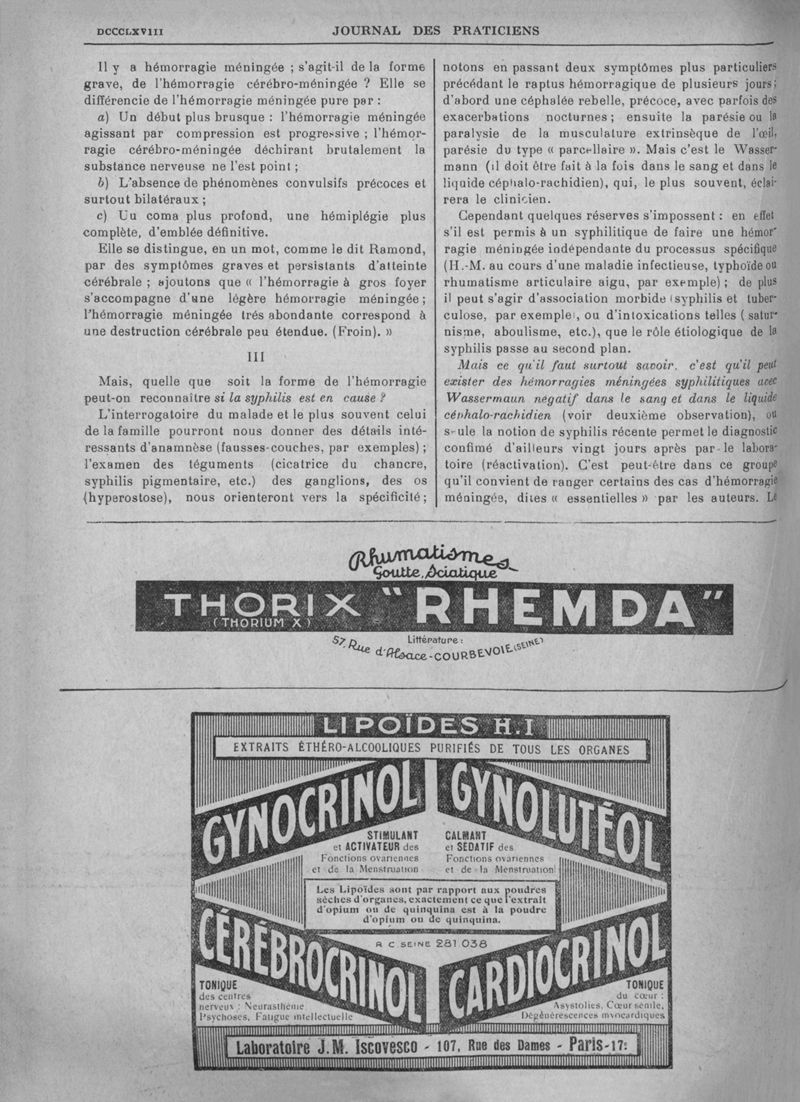 DCCCLXVIII
JOURNAL DES PRATICIENS
Il y a hémorragie méningée ; s'agit-il de la forme
grave, de l'hémorragie cérébro-méningée ? Elle se
différencie de l'hémorragie méningée pure par :
a) Un début plus brusque : l'hémorragie méningée
agissant par compression est progressive ; l'hémor-
ragie cérébro-méningée déchirant brutalement la
substance nerveuse ne l'est point ;
b) L'absence de phénomènes convulsifs précoces et
surtout bilatéraux ;
c) Uu coma plus profond, une hémiplégie plus
complète, d'emblée définitive.
Elle se distingue, en un mot, comme le dit Ramond,
par des symptômes graves et persistants d'atteinte
cérébrale ; ajoutons que « l'hémorragie à gros foyer
s'accompagne d'une légère hémorragie méningée ;
l'hémorragie méningée trés abondante correspond à
une destruction cérébrale peu étendue. (Froin). »
III
Mais, quelle que soit la forme de l'hémorragie
peut-on reconnaître si la syphilis est en cause ?
L'interrogatoire du malade et le plus souvent celui
de la famille pourront nous donner des détails inté-
ressants d'anamnèse (fausses-couches, par exemples) ;
l'examen des téguments (cicatrice du chancre,
syphilis pigmentaire, etc.) des ganglions, des os
(hyperostose), nous orienteront vers la spécificité ;
notons en passant deux symptômes plus particuliers
précédant le raptus hémorragique de plusieurs jours ;
d'abord une céphalée rebelle, précoce, avec parfois des
exacerbations nocturnes ; ensuite la parésie ou la
paralysie de la musculature extrinsèque de l'œil,
parésie du type « parcellaire ». Mais c'est le Wasser-
mann (il doit être fait à la fois dans le sang et dans le
liquide céphalo-rachidien), qui, le plus souvent, éclai-
rera le clinicien.
Cependant quelques réserves s'impossent : en effet
s'il est permis à un syphilitique de faire une hémor-
ragie méningée indépendante du processus spécifique
(H.-M. au cours d'une maladie infectieuse, typhoïde ou
rhumatisme articulaire aigu, par exemple) ; de plus
il peut s'agir d'association morbide (syphilis et tuber-
culose, par exemple), ou d'intoxications telles ( satur-
nisme, aboulisme, etc.), que le rôle étiologique de la
syphilis passe au second plan.
Mais ce qu'il faut surtout savoir. c'est qu'il peut
exister des hémorragies méningées syphilitiques avec
Wassermaun négatif dans le sang et dans le liquide
céphalo-rachidien (voir deuxième observation), ou
seule la notion de syphilis récente permet le diagnostic
confimé d'ailleurs vingt jours après par le labora-
toire (réactivation). C'est peut-être dans ce groupe
qu'il convient de ranger certains des cas d'hémorragie
méningée, dites « essentielles » par les auteurs. Le
Rhumatismes
Goutte, Sciatique
THORIX "RHEMDA"
(THORIUM X)
Littérature :
57, Rue d'Alsace - COURBEVOIE (SEINE)
LIPOÏDES H.I
EXTRAITS ÉTHÉRO-ALCOOLIQUES PURIFIÉS DE TOUS LES ORGANES
GYNOCRINOL
STIMULANT
et ACTIVATEUR des
Fonctions ovariennes
et de la Menstruation
GYNOLUTÉOL
CALMANT
et SÉDATIF des
Fonctions ovariennes
et de la Menstruation
Les Lipoïdes sont par rapport aux poudres
sèches d'organes, exactement ce que l'extrait
d'opium ou de quinquina est à la poudre
d'opium ou de quinquina.
R C SEINE 281.038
CÉRÉBROCRINOL
TONIQUE
des centres
nerveux : Neurasthénie
Psychoses, Fatigue intellectuelle
CARDIOCRINOL
TONIQUE
du cœur :
Asystolies, Cœur sénile,
Dégénérescences myocardiques
Laboratoire J.M. Iscovesco - 107, Rue des Dames - Paris-17e